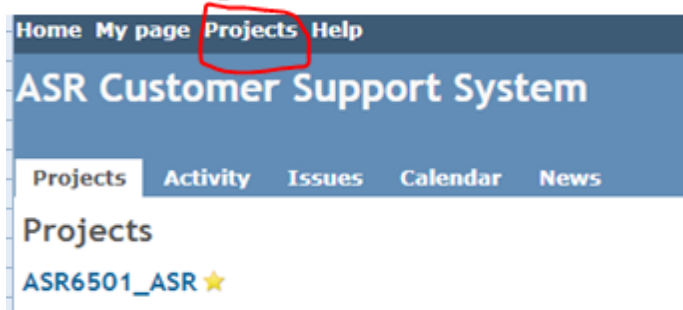 Home My page Projects Help
ASR Customer Support System
Projects Activity Issues Calendar News
Projects
ASR6501_ASR